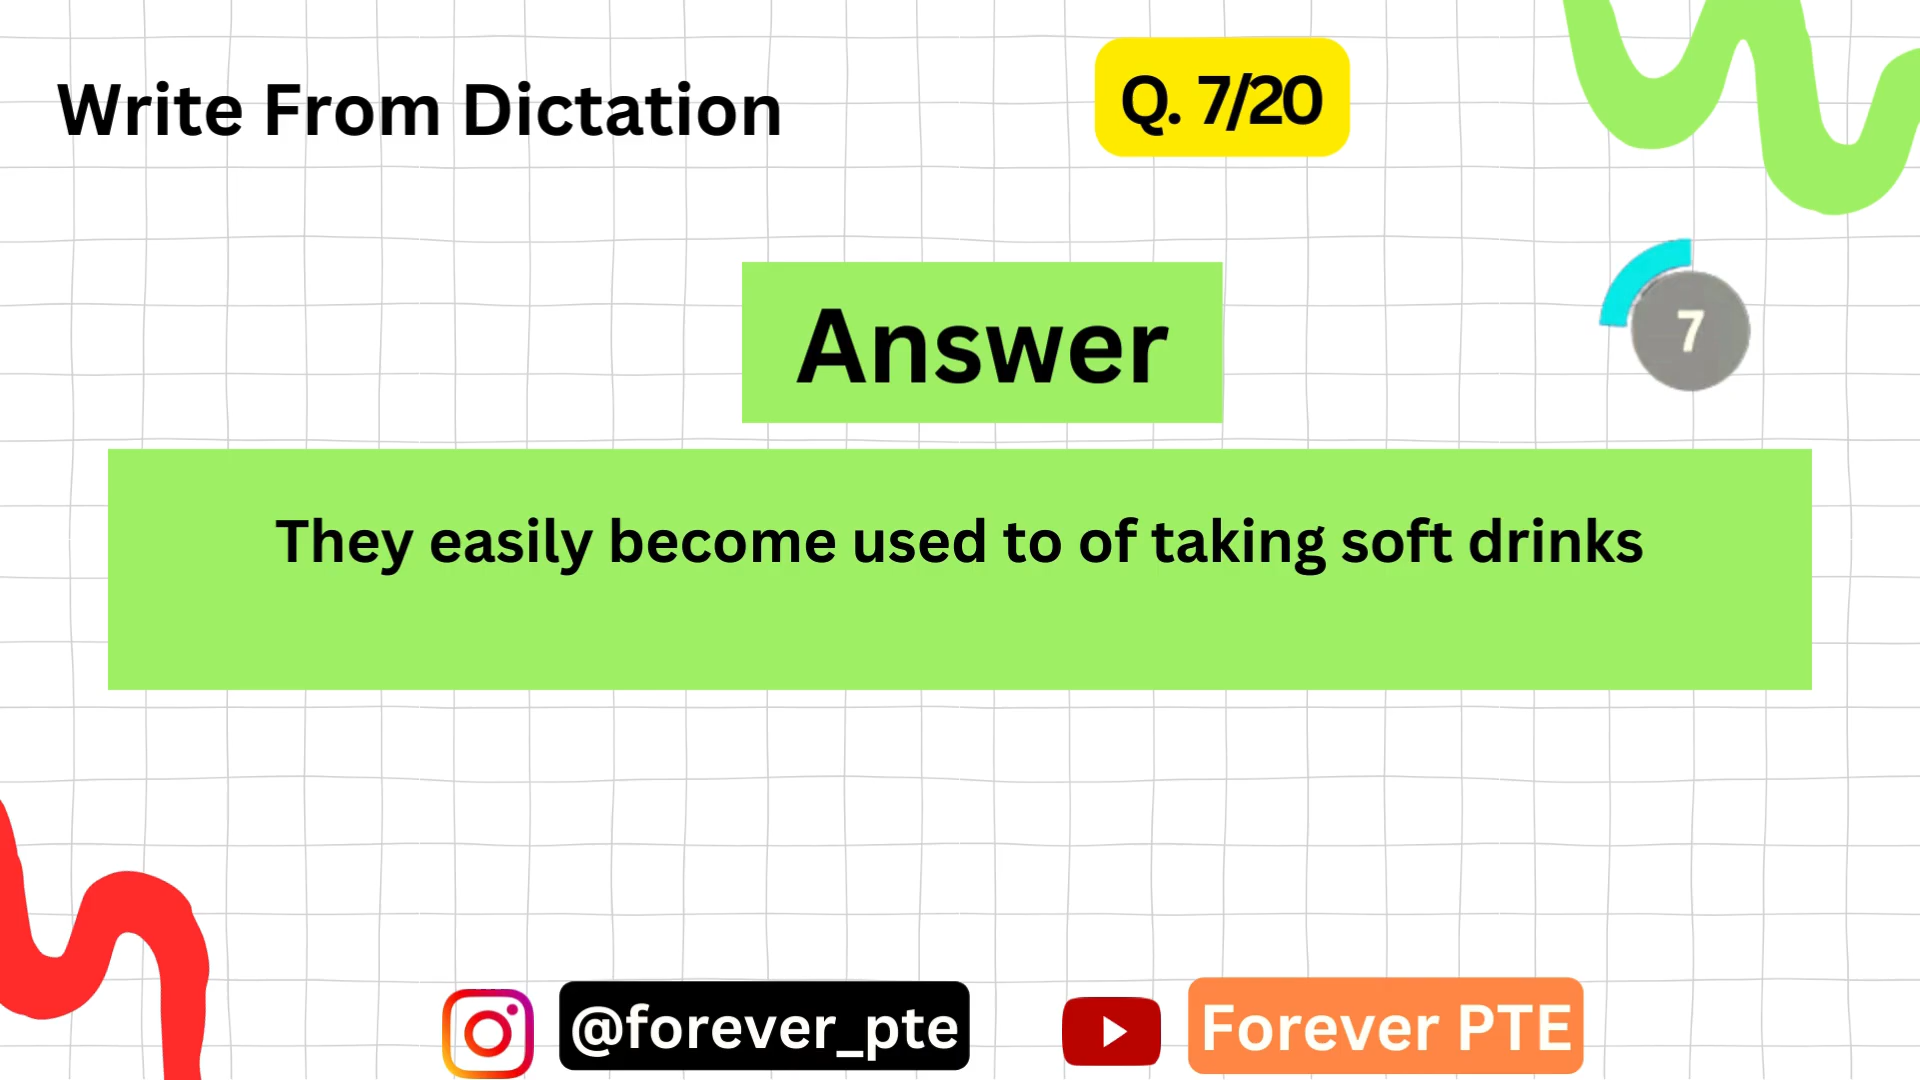 Write From Dictation
Q. 7/20
Answer
7
They easily become used to of taking soft drinks
@forever_pte
Forever PTE